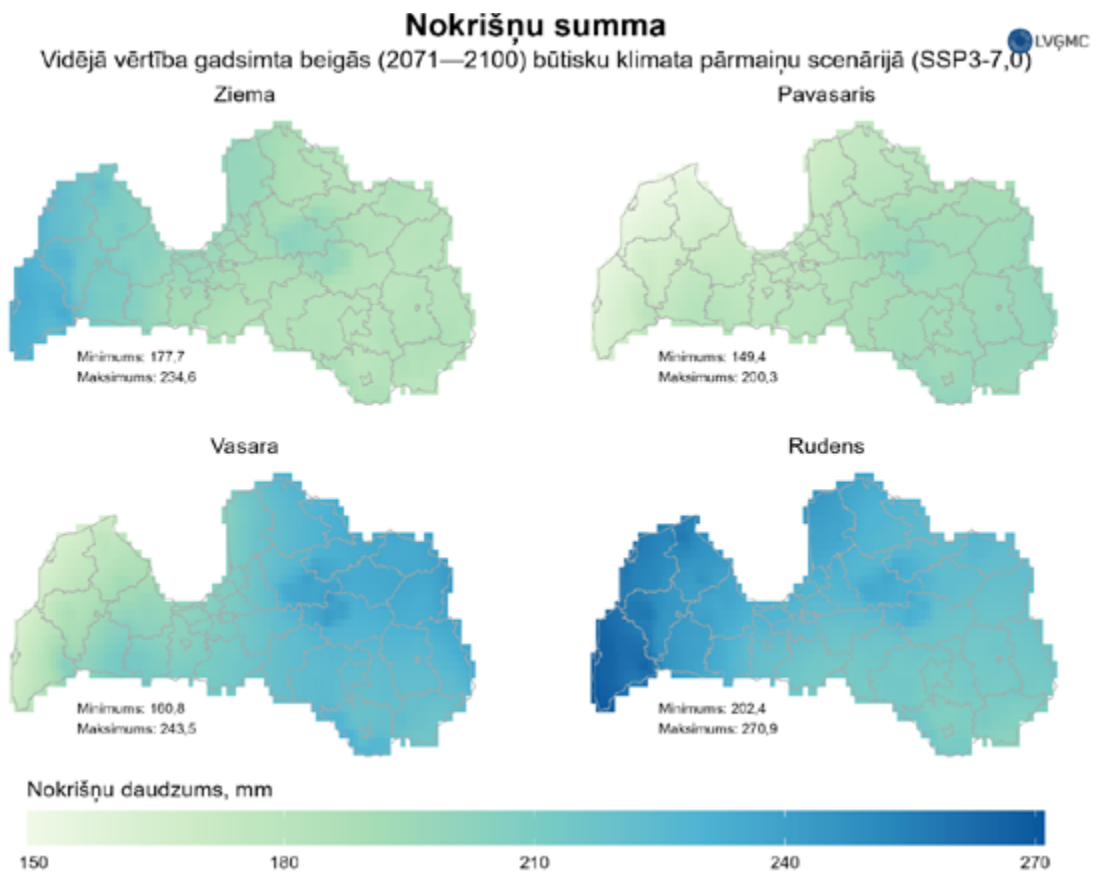 Nokrišņu summa
LVĢMC
Vidējā vērtība gadsimta beigās (2071—2100) būtisku klimata pārmaiņu scenārijā (SSP3-7,0)
Ziema
Pavasaris
Minimums: 177,7
Maksimums: 234,6
Minimums: 149,4
Maksimums: 200,3
Vasara
Rudens
Minimums: 160,8
Maksimums: 243,5
Minimums: 202,4
Maksimums: 270,9
Nokrišņu daudzums, mm
150 180 210 240 270